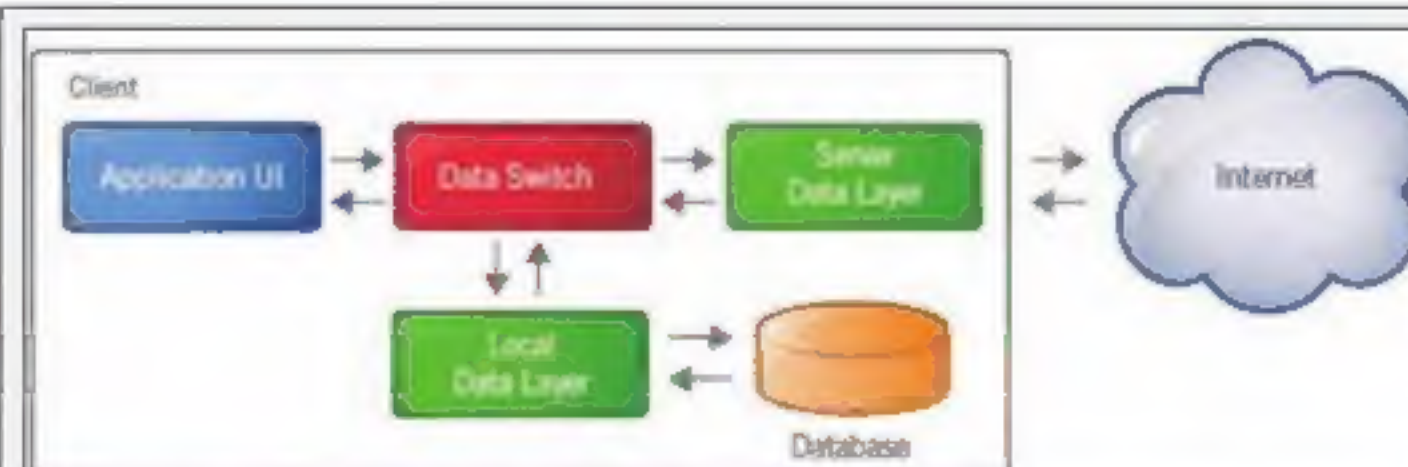 Client
Application UI
Data Switch
Server
Data Layer
Internet
Local
Data Layer
Database